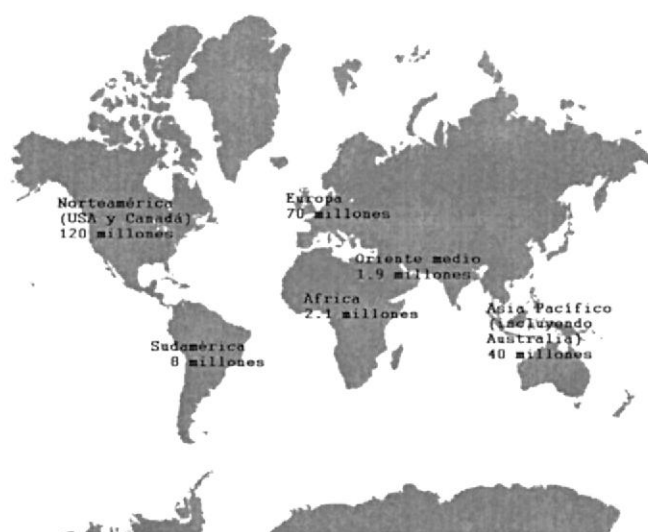 Norteamérica
(USA y Canadá)
120 millones
Europa
70 millones
Oriente medio
1.9 millones
Africa
2.1 millones
Asia Pacífico
(incluyendo
Australia)
40 millones
Sudamérica
8 millones